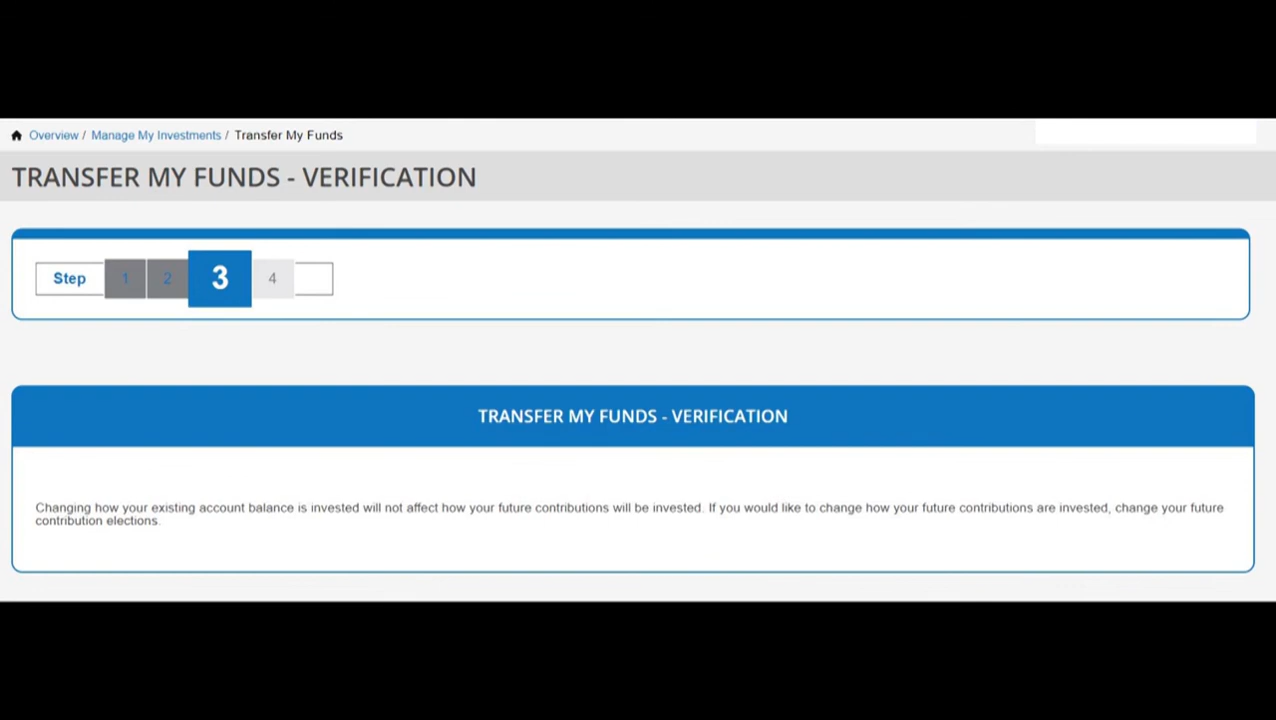 Overview / Manage My Investments / Transfer My Funds
TRANSFER MY FUNDS - VERIFICATION
Step 1 2 3 4
TRANSFER MY FUNDS - VERIFICATION
Changing how your existing account balance is invested will not affect how your future contributions will be invested. If you would like to change how your future contributions are invested, change your future
contribution elections.